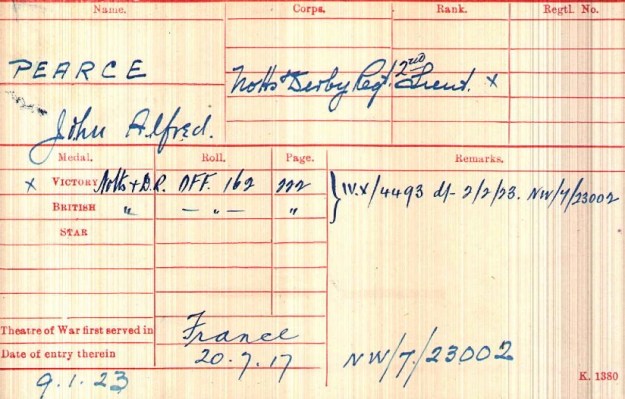 Name. Corps. Rank. Regtl. No.
PEARCE Notts & Derby Regt. 2nd Lieut. x
John Alfred.
Medal. Roll. Page. Remarks.
x VICTORY Notts + D.R. OFF. 162 222 } IV.X/4493 d/- 2/2/23. NW/7/23002
BRITISH " — " — "
STAR
Theatre of War first served in France
Date of entry therein 20.7.17 NW/7/23002
9.1.23 K. 1380